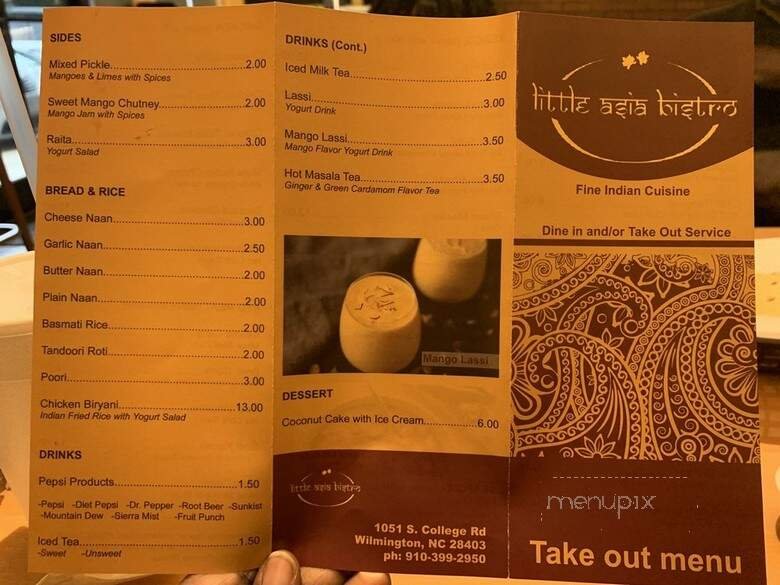 SIDES
Mixed Pickle..........2.00
Mangoes & Limes with Spices
Sweet Mango Chutney..........2.00
Mango Jam with Spices
Raita..........3.00
Yogurt Salad
BREAD & RICE
Cheese Naan..........3.00
Garlic Naan..........2.50
Butter Naan..........2.00
Plain Naan..........2.00
Basmati Rice..........2.00
Tandoori Roti..........2.00
Poori..........3.00
Chicken Biryani..........13.00
Indian Fried Rice with Yogurt Salad
DRINKS
Pepsi Products..........1.50
-Pepsi -Diet Pepsi -Dr. Pepper -Root Beer -Sunkist
-Mountain Dew -Sierra Mist -Fruit Punch
Iced Tea..........1.50
-Sweet -Unsweet
DRINKS (Cont.)
Iced Milk Tea..........2.50
Lassi..........3.00
Yogurt Drink
Mango Lassi..........3.50
Mango Flavor Yogurt Drink
Hot Masala Tea..........3.50
Ginger & Green Cardamom Flavor Tea
Mango Lassi
DESSERT
Coconut Cake with Ice Cream..........6.00
little asia bistro
1051 S. College Rd
Wilmington, NC 28403
ph: 910-399-2950
little asia bistro
Fine Indian Cuisine
Dine in and/or Take Out Service
menupix
Take out menu